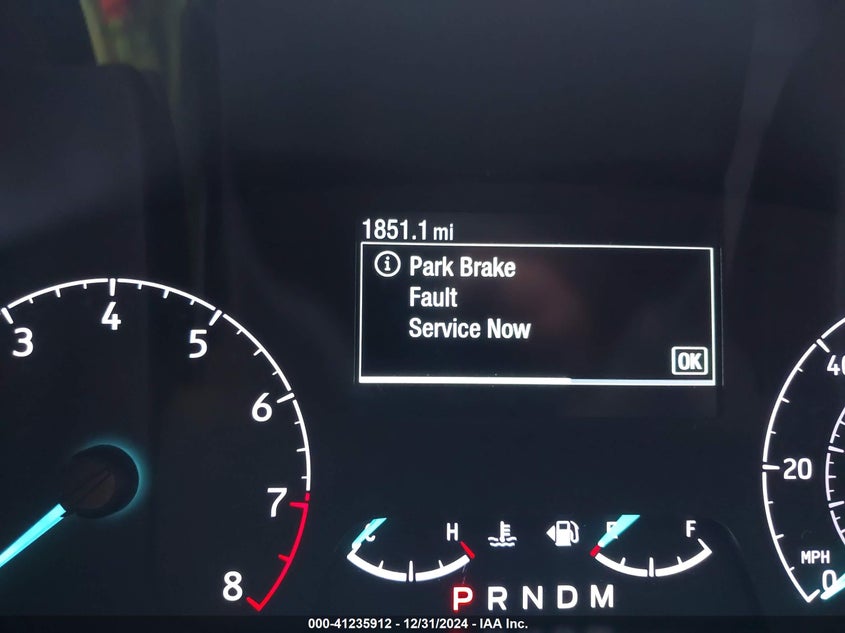 1851.1 mi
Park Brake
Fault
Service Now
OK
3
4
5
6
7
8
40
20
0
MPH
C
H
F
P R N D M
000-41235912 - 12/31/2024 - IAA Inc.